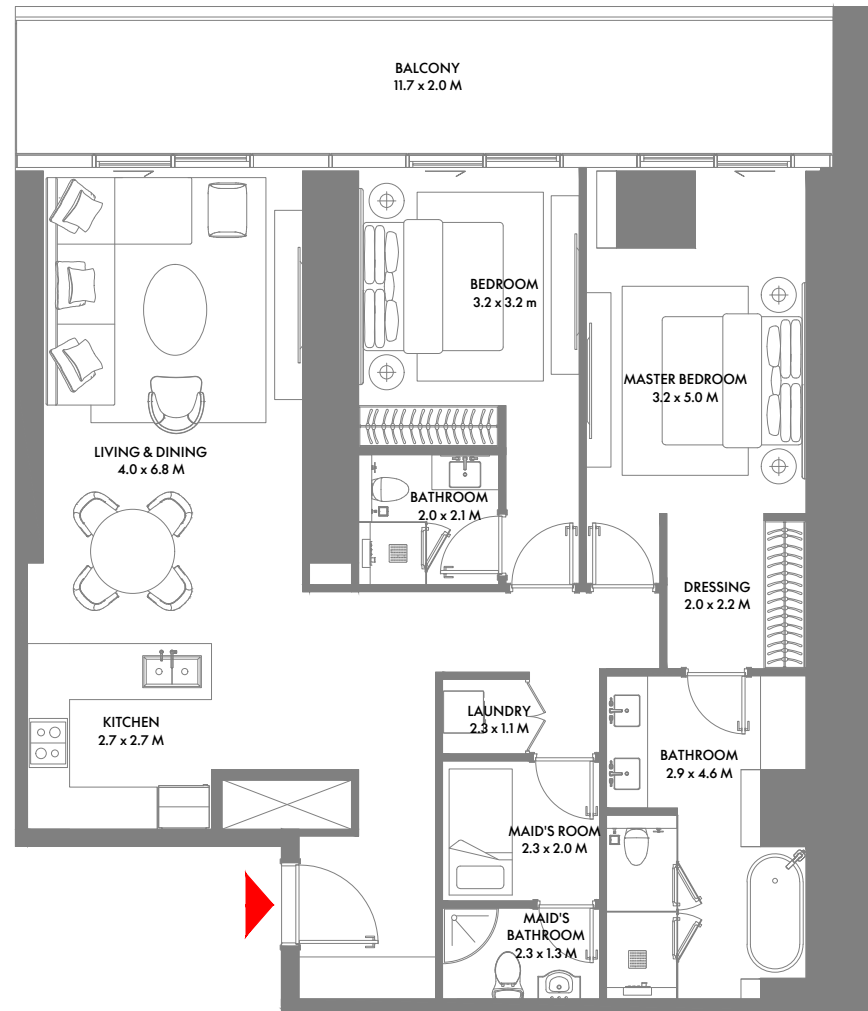 BALCONY
11.7 x 2.0 M
BEDROOM
3.2 x 3.2 m
MASTER BEDROOM
3.2 x 5.0 M
LIVING & DINING
4.0 x 6.8 M
BATHROOM
2.0 x 2.1 M
DRESSING
2.0 x 2.2 M
LAUNDRY
2.3 x 1.1 M
KITCHEN
2.7 x 2.7 M
BATHROOM
2.9 x 4.6 M
MAID'S ROOM
2.3 x 2.0 M
MAID'S
BATHROOM
2.3 x 1.3 M